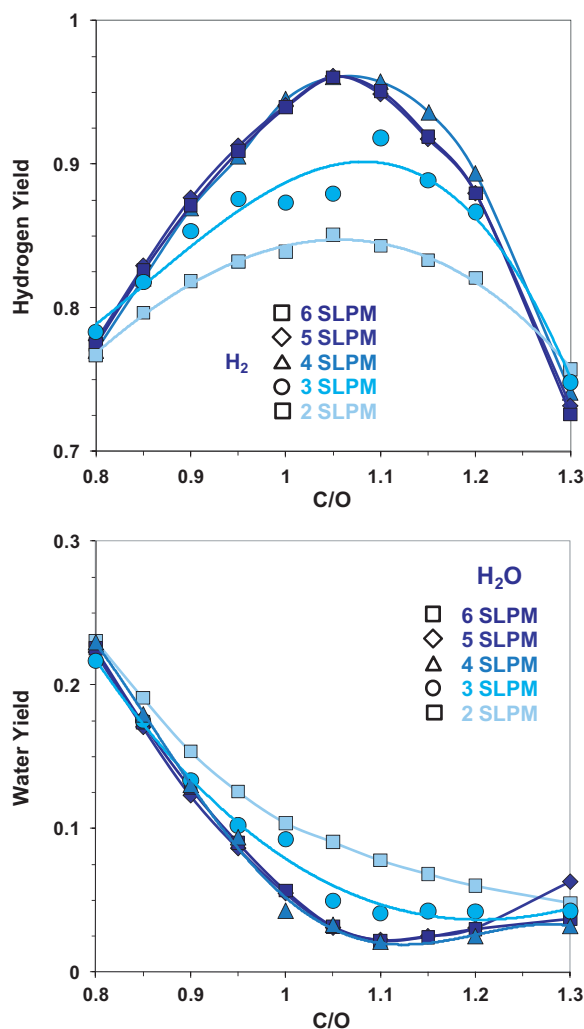 1
0.9
0.8
0.7
Hydrogen Yield
H₂
6 SLPM
5 SLPM
4 SLPM
3 SLPM
2 SLPM
0.8 0.9 1 1.1 1.2 1.3
C/O
0.3
0.2
0.1
0
Water Yield
H₂O
6 SLPM
5 SLPM
4 SLPM
3 SLPM
2 SLPM
0.8 0.9 1 1.1 1.2 1.3
C/O